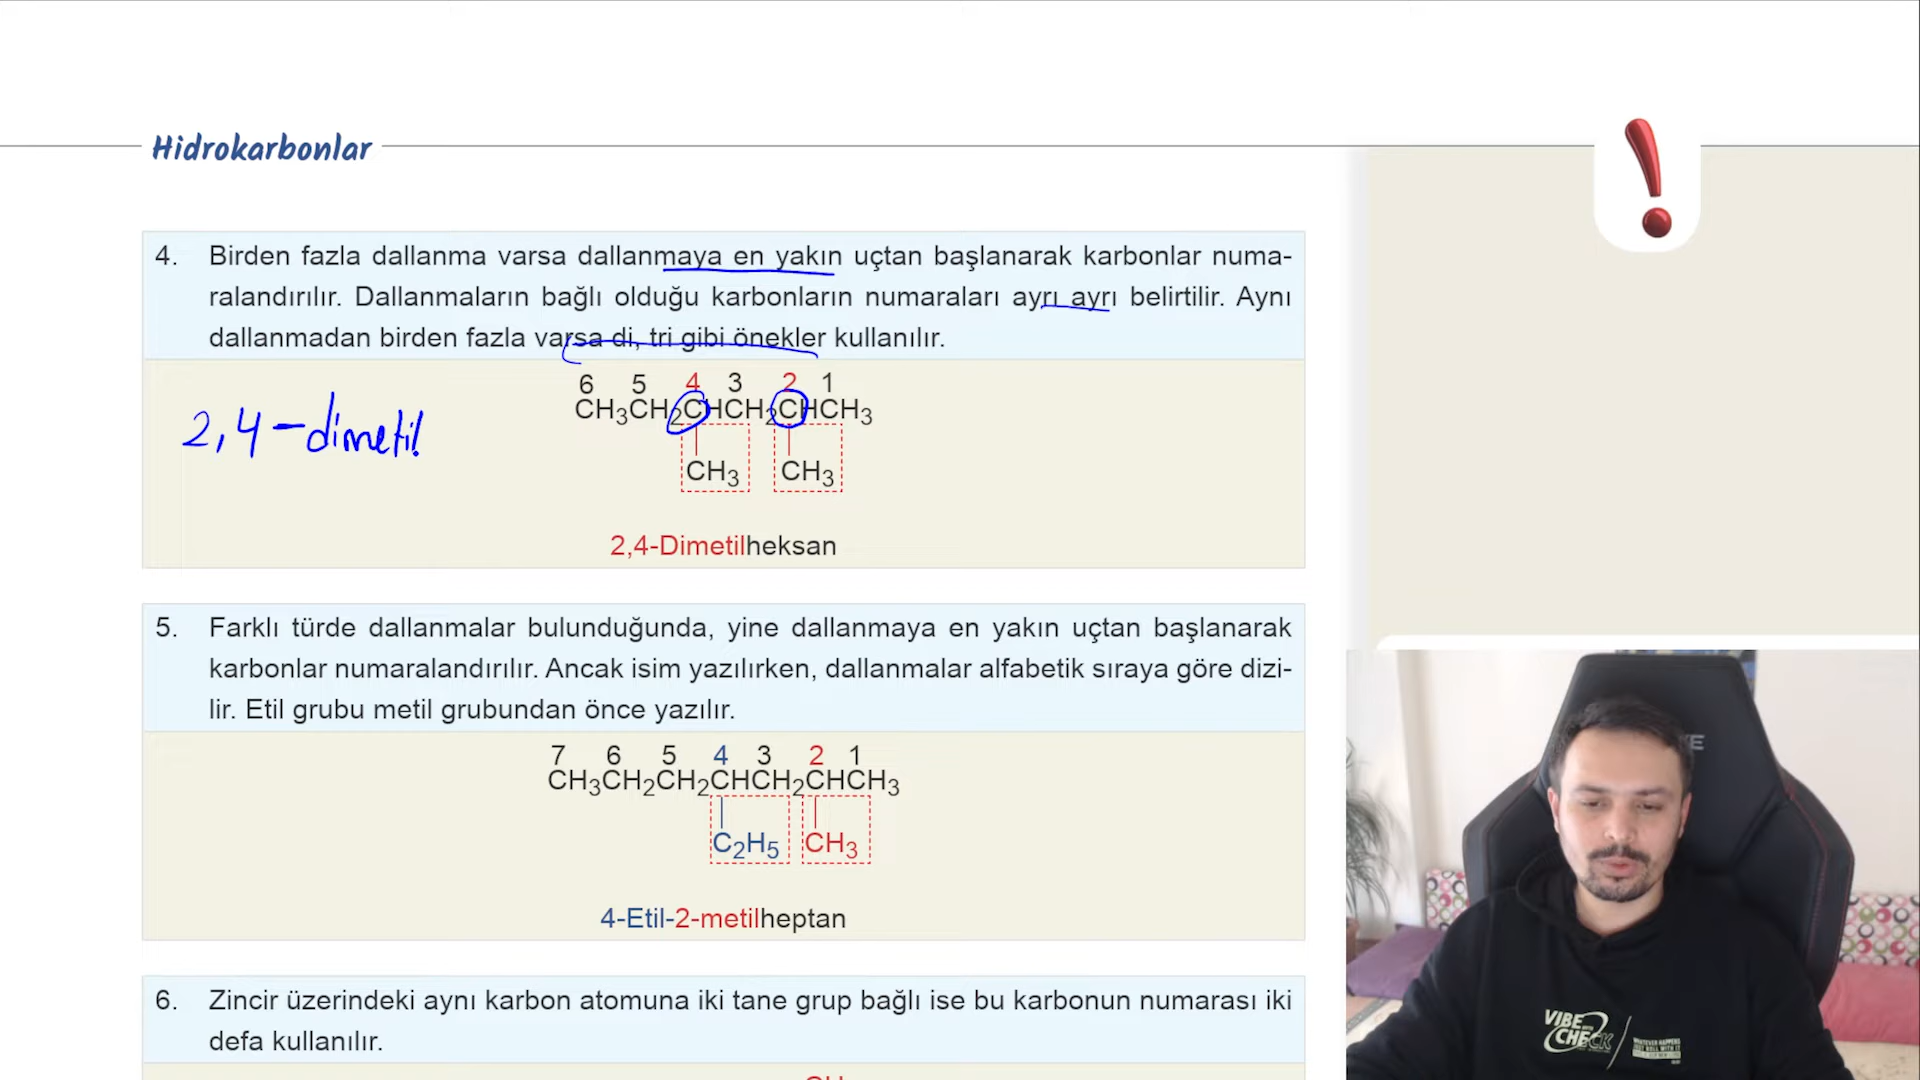 Hidrokarbonlar
4. Birden fazla dallanma varsa dallanmaya en yakın uçtan başlanarak karbonlar numa-
ralandırılır. Dallanmaların bağlı olduğu karbonların numaraları ayrı ayrı belirtilir. Aynı
dallanmadan birden fazla varsa di, tri gibi önekler kullanılır.
6 5 4 3 2 1
CH₃CH₂CHCH₂CHCH₃
2,4-dimetil
CH₃ CH₃
2,4-Dimetilheksan
5. Farklı türde dallanmalar bulunduğunda, yine dallanmaya en yakın uçtan başlanarak
karbonlar numaralandırılır. Ancak isim yazılırken, dallanmalar alfabetik sıraya göre dizi-
lir. Etil grubu metil grubundan önce yazılır.
7 6 5 4 3 2 1
CH₃CH₂CH₂CHCH₂CHCH₃
C₂H₅ CH₃
4-Etil-2-metilheptan
6. Zincir üzerindeki aynı karbon atomuna iki tane grup bağlı ise bu karbonun numarası iki
defa kullanılır.
VIBE
CHECK